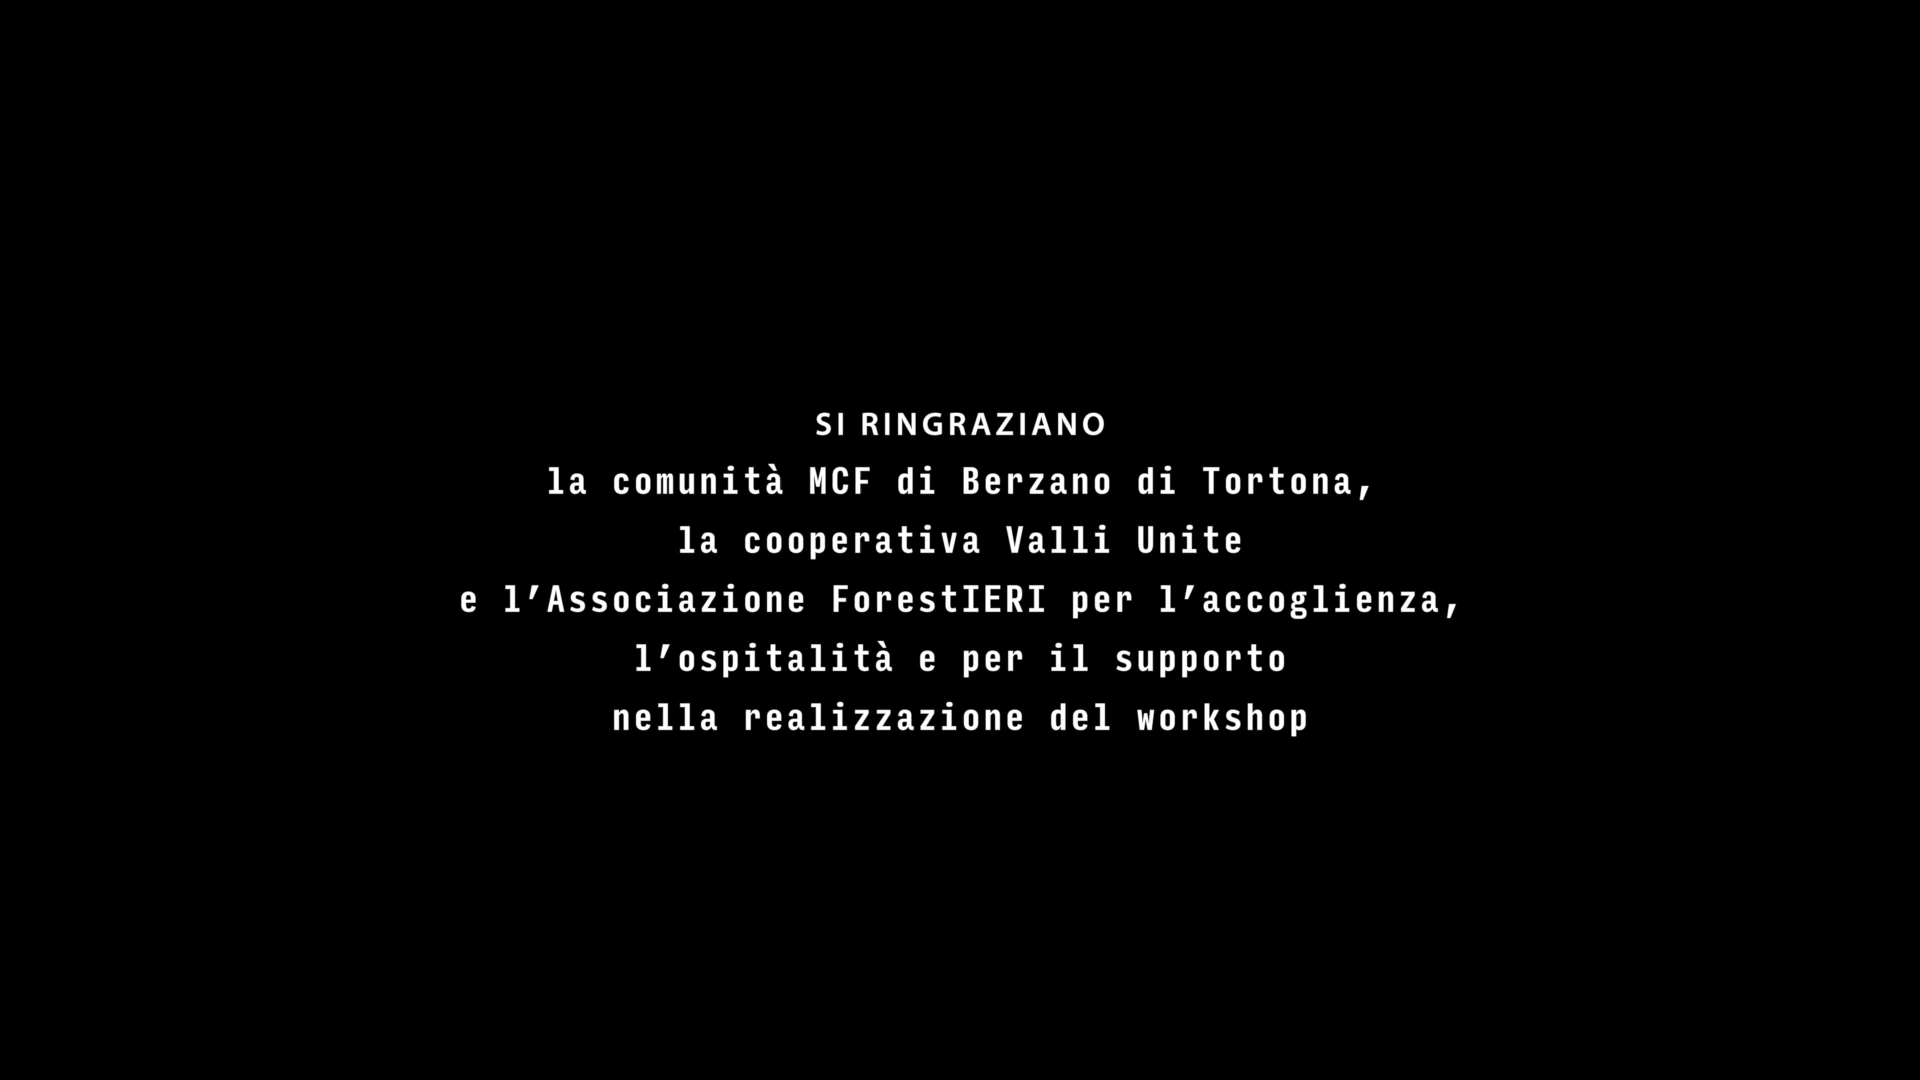 SI RINGRAZIANO
la comunità MCF di Berzano di Tortona,
la cooperativa Valli Unite
e l’Associazione ForestIERI per l’accoglienza,
l’ospitalità e per il supporto
nella realizzazione del workshop